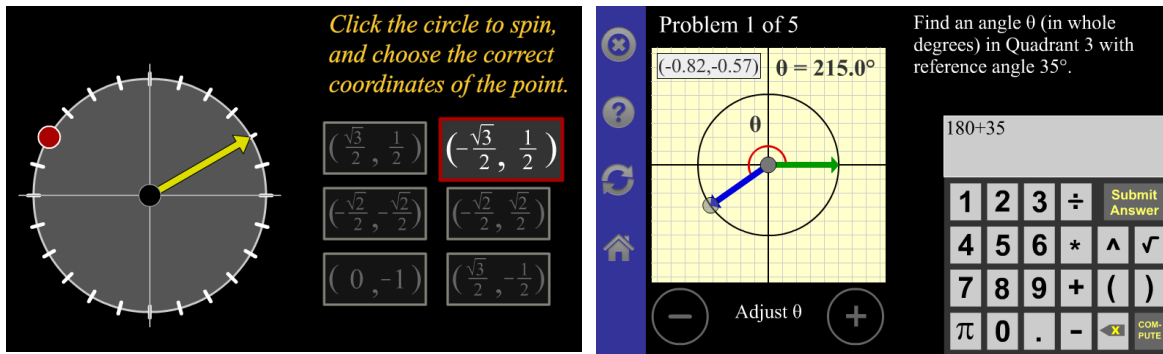 Click the circle to spin,
and choose the correct
coordinates of the point.
(√3/2, 1/2) (-√3/2, 1/2)
(-√2/2, -√2/2) (-√2/2, √2/2)
(0, -1) (√3/2, -1/2)
Problem 1 of 5
(-0.82,-0.57) θ = 215.0°
θ
Adjust θ
− +
?
Find an angle θ (in whole
degrees) in Quadrant 3 with
reference angle 35°.
180+35
1 2 3 ÷ Submit
Answer
4 5 6 * ^ √
7 8 9 + ( )
π 0 . - x COM-
PUTE